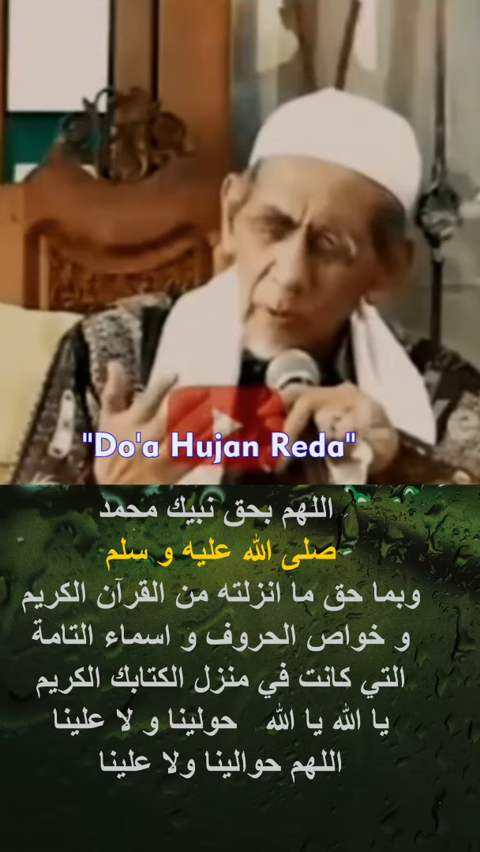 "Do'a Hujan Reda"
اللهم بحق نبيك محمد
صلى الله عليه و سلم
وبما حق ما انزلته من القرآن الكريم
و خواص الحروف و اسماء التامة
التي كانت في منزل الكتابك الكريم
يا الله يا الله حولينا و لا علينا
اللهم حوالينا ولا علينا